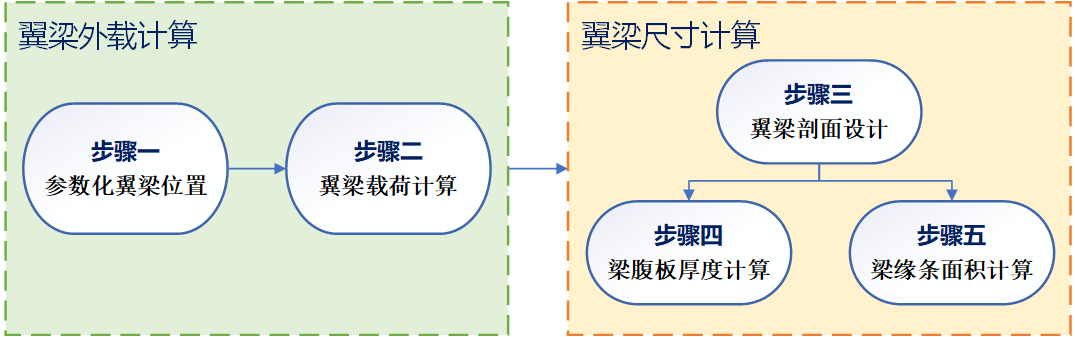 翼梁外载计算
步骤一
参数化翼梁位置
步骤二
翼梁载荷计算
翼梁尺寸计算
步骤三
翼梁剖面设计
步骤四
梁腹板厚度计算
步骤五
梁缘条面积计算